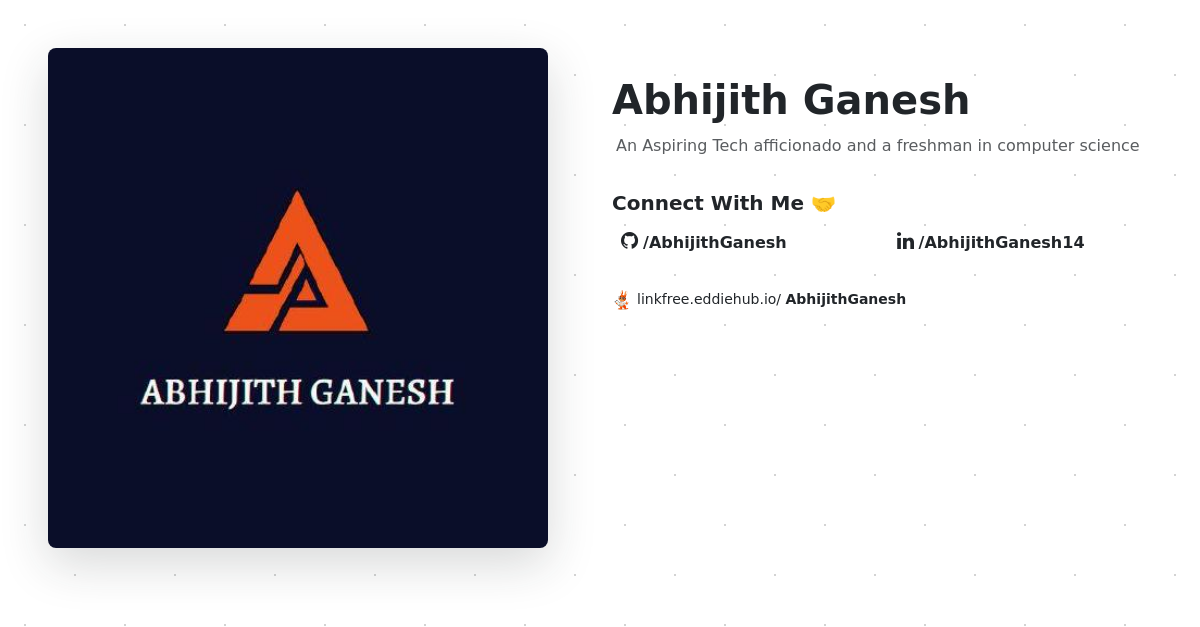 ABHIJITH GANESH
Abhijith Ganesh
An Aspiring Tech afficionado and a freshman in computer science
Connect With Me 🤝
/AbhijithGanesh
/AbhijithGanesh14
linkfree.eddiehub.io/ AbhijithGanesh